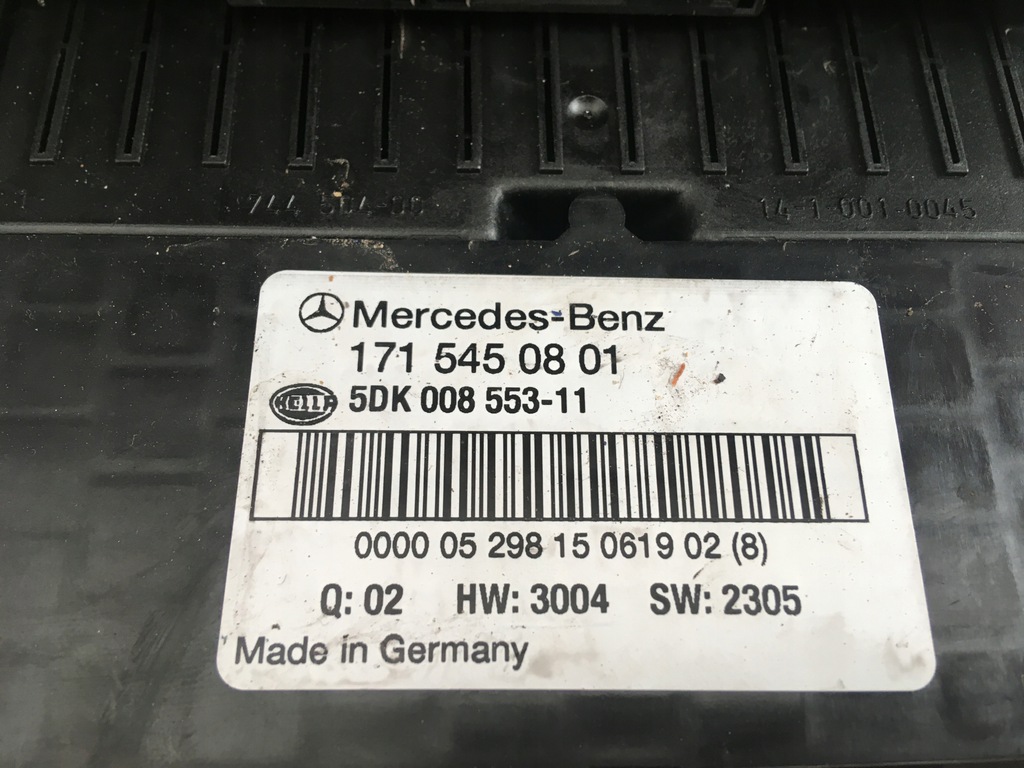 14-1-001-0045
Mercedes-Benz
171 545 08 01
HELLA 5DK 008 553-11
0000 05 298 15 0619 02 (8)
Q: 02 HW: 3004 SW: 2305
Made in Germany